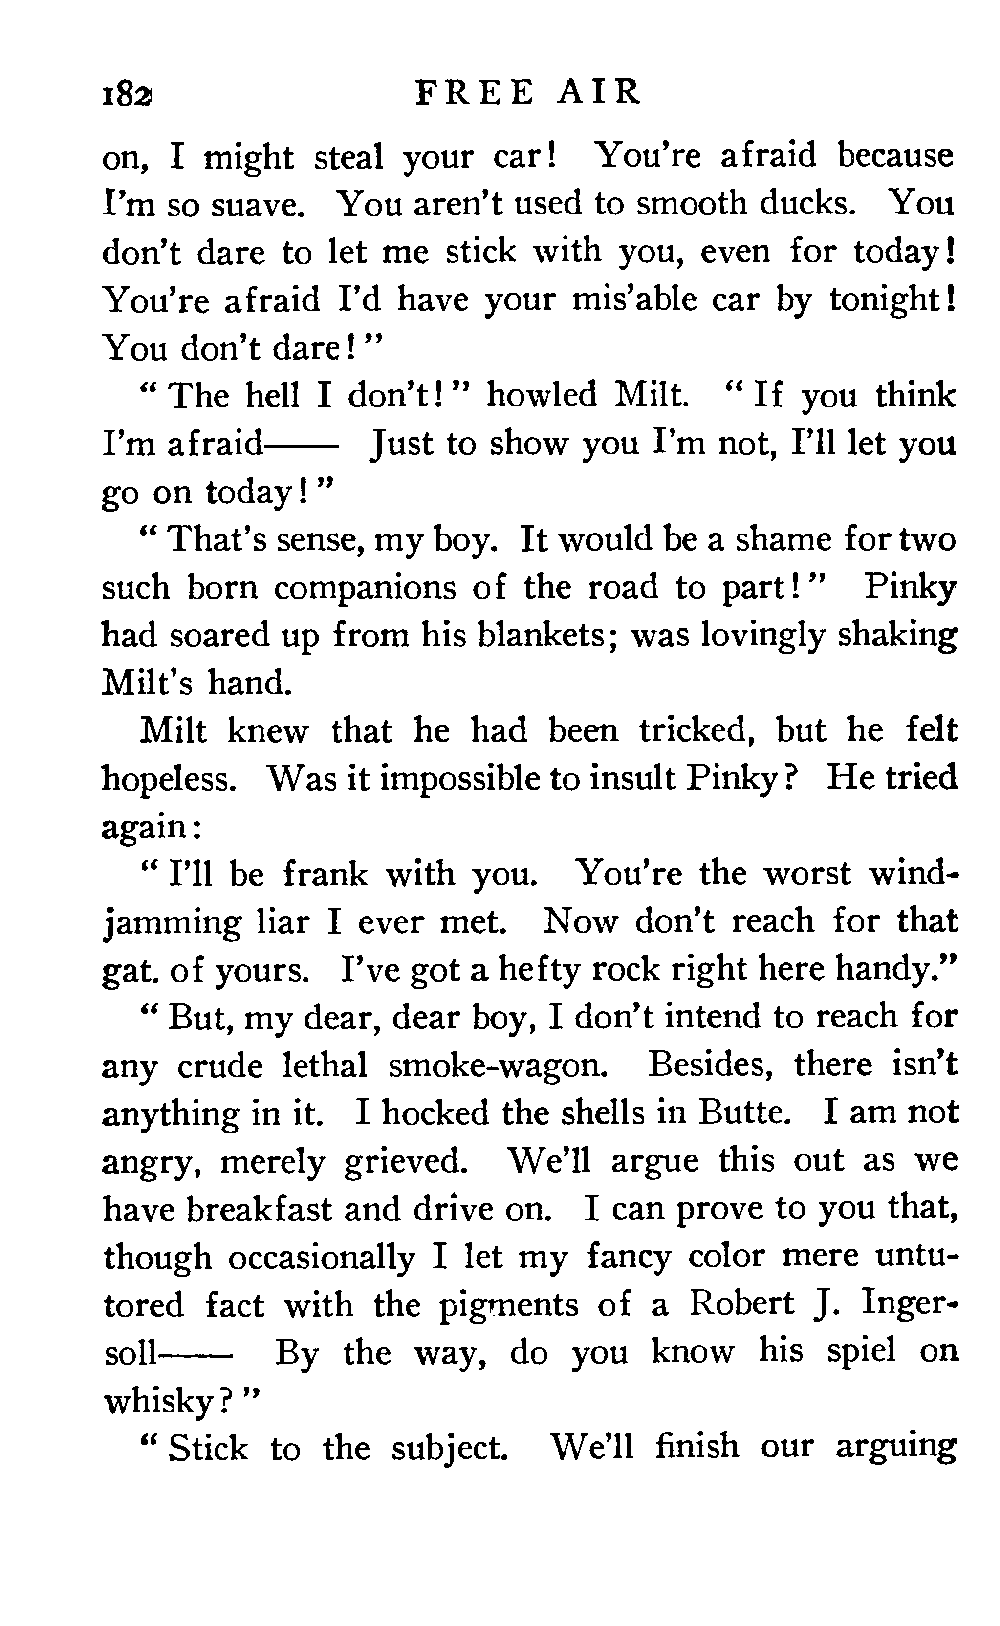 182 FREE AIR
on, I might steal your car! You're afraid because
I'm so suave. You aren't used to smooth ducks. You
don't dare to let me stick with you, even for today!
You're afraid I'd have your mis'able car by tonight!
You don't dare!"
"The hell I don't!" howled Milt. "If you think
I'm afraid—— Just to show you I'm not, I'll let you
go on today!"
"That's sense, my boy. It would be a shame for two
such born companions of the road to part!" Pinky
had soared up from his blankets; was lovingly shaking
Milt's hand.
Milt knew that he had been tricked, but he felt
hopeless. Was it impossible to insult Pinky? He tried
again:
"I'll be frank with you. You're the worst wind-
jamming liar I ever met. Now don't reach for that
gat. of yours. I've got a hefty rock right here handy."
"But, my dear, dear boy, I don't intend to reach for
any crude lethal smoke-wagon. Besides, there isn't
anything in it. I hocked the shells in Butte. I am not
angry, merely grieved. We'll argue this out as we
have breakfast and drive on. I can prove to you that,
though occasionally I let my fancy color mere untu-
tored fact with the pigments of a Robert J. Inger-
soll—— By the way, do you know his spiel on
whisky?"
"Stick to the subject. We'll finish our arguing